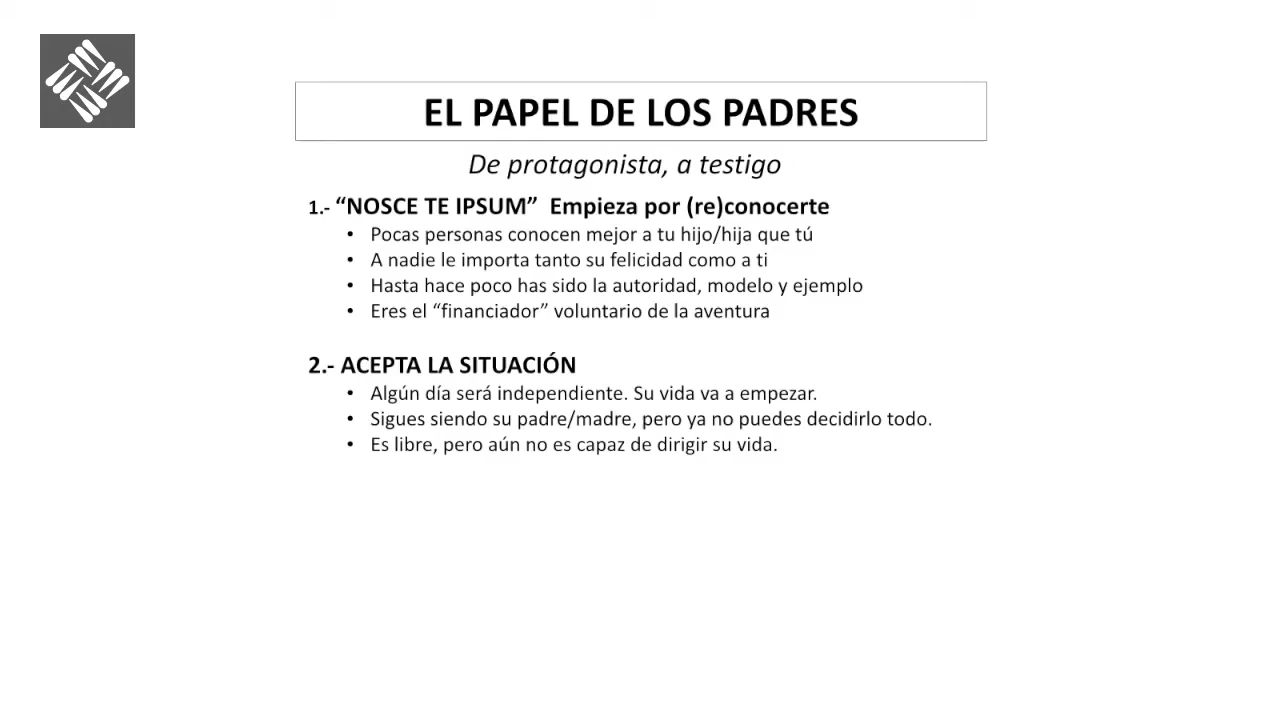 EL PAPEL DE LOS PADRES
De protagonista, a testigo
1.- “NOSCE TE IPSUM” Empieza por (re)conocerte
• Pocas personas conocen mejor a tu hijo/hija que tú
• A nadie le importa tanto su felicidad como a ti
• Hasta hace poco has sido la autoridad, modelo y ejemplo
• Eres el “financiador” voluntario de la aventura
2.- ACEPTA LA SITUACIÓN
• Algún día será independiente. Su vida va a empezar.
• Sigues siendo su padre/madre, pero ya no puedes decidirlo todo.
• Es libre, pero aún no es capaz de dirigir su vida.